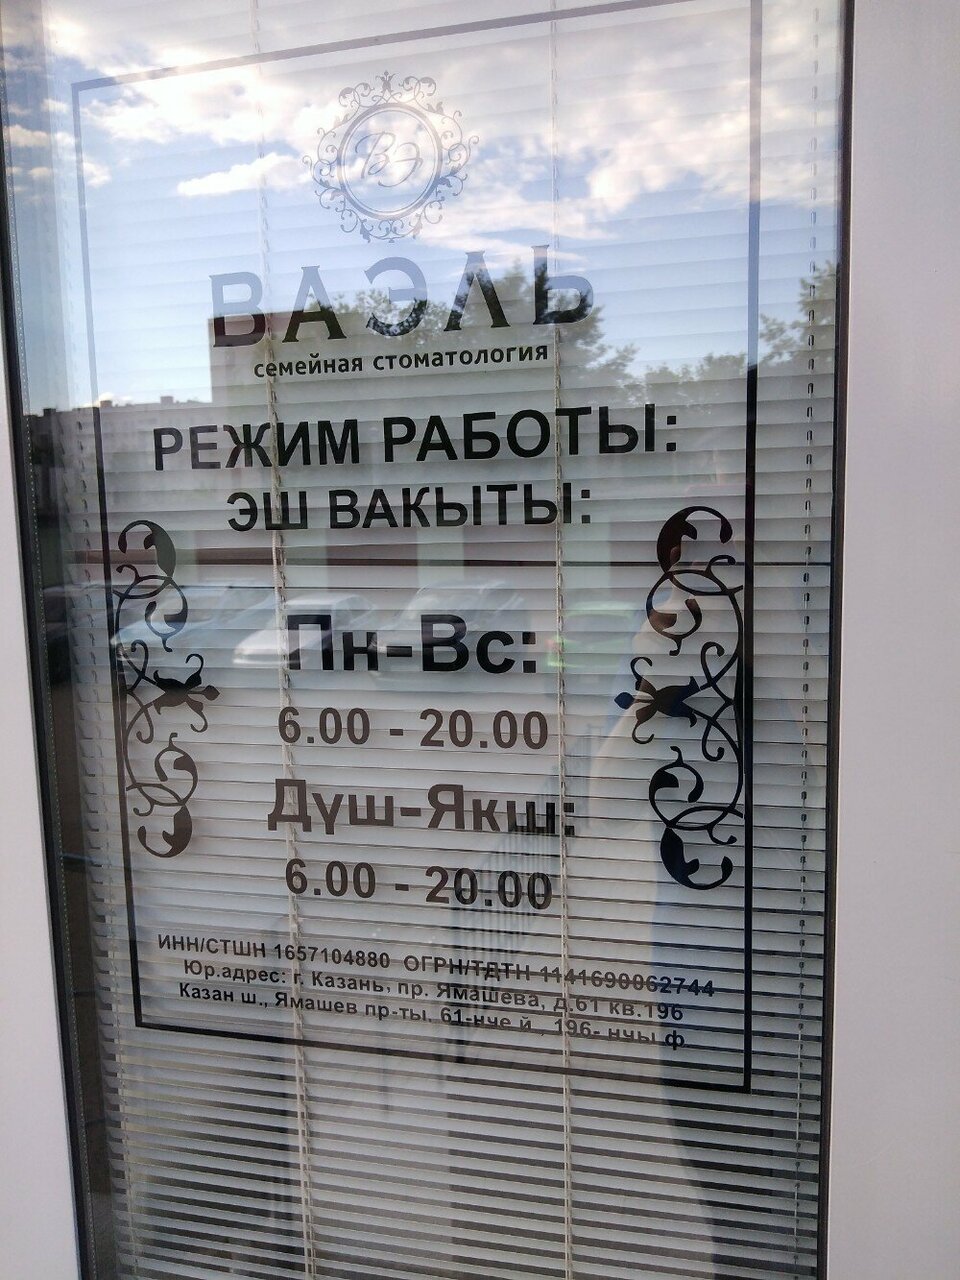 ВЭ
ВАЭЛЬ
семейная стоматология
РЕЖИМ РАБОТЫ:
ЭШ ВАКЫТЫ:
Пн-Вс:
6.00 - 20.00
Дүш-Якш:
6.00 - 20.00
ИНН/СТШН 1657104880 ОГРН/ТДТН 1141690062744
Юр.адрес: г. Казань, пр. Ямашева, д.61 кв.196
Казан ш., Ямашев пр-ты, 61-нче й , 196- нчы ф